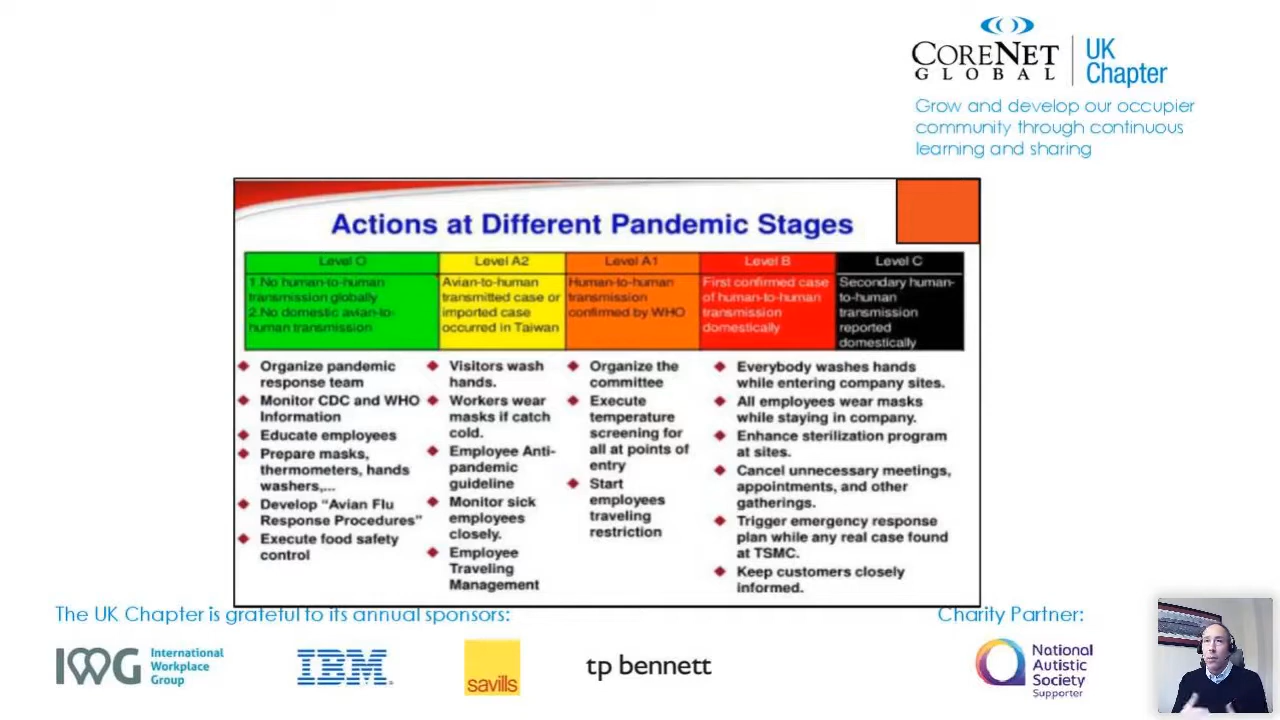 CORENET
GLOBAL
UK
Chapter
Grow and develop our occupier
community through continuous
learning and sharing
Actions at Different Pandemic Stages
Level O
1.No human-to-human
transmission globally
2.No domestic avian-to-
human transmission
Level A2
Avian-to-human
transmitted case or
imported case
occurred in Taiwan
Level A1
Human-to-human
transmission
confirmed by WHO
Level B
First confirmed case
of human-to-human
transmission
domestically
Level C
Secondary human-
to-human
transmission
reported
domestically
Organize pandemic
response team
Monitor CDC and WHO
Information
Educate employees
Prepare masks,
thermometers, hands
washers,...
Develop “Avian Flu
Response Procedures”
Execute food safety
control
Visitors wash
hands.
Workers wear
masks if catch
cold.
Employee Anti-
pandemic
guideline
Monitor sick
employees
closely.
Employee
Traveling
Management
Organize the
committee
Execute
temperature
screening for
all at points of
entry
Start
employees
traveling
restriction
Everybody washes hands
while entering company sites.
All employees wear masks
while staying in company.
Enhance sterilization program
at sites.
Cancel unnecessary meetings,
appointments, and other
gatherings.
Trigger emergency response
plan while any real case found
at TSMC.
Keep customers closely
informed.
The UK Chapter is grateful to its annual sponsors:
IWG
International
Workplace
Group
IBM
savills
tp bennett
Charity Partner:
National
Autistic
Society
Supporter